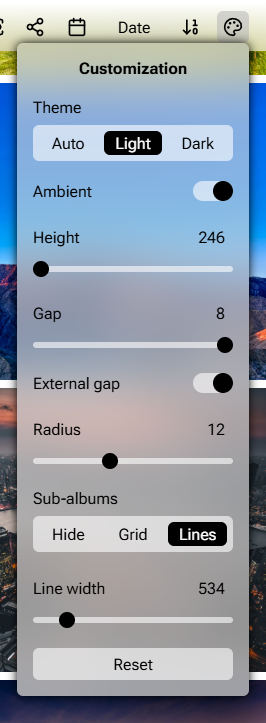 Date
Customization
Theme
Auto Light Dark
Ambient
Height 246
Gap 8
External gap
Radius 12
Sub-albums
Hide Grid Lines
Line width 534
Reset